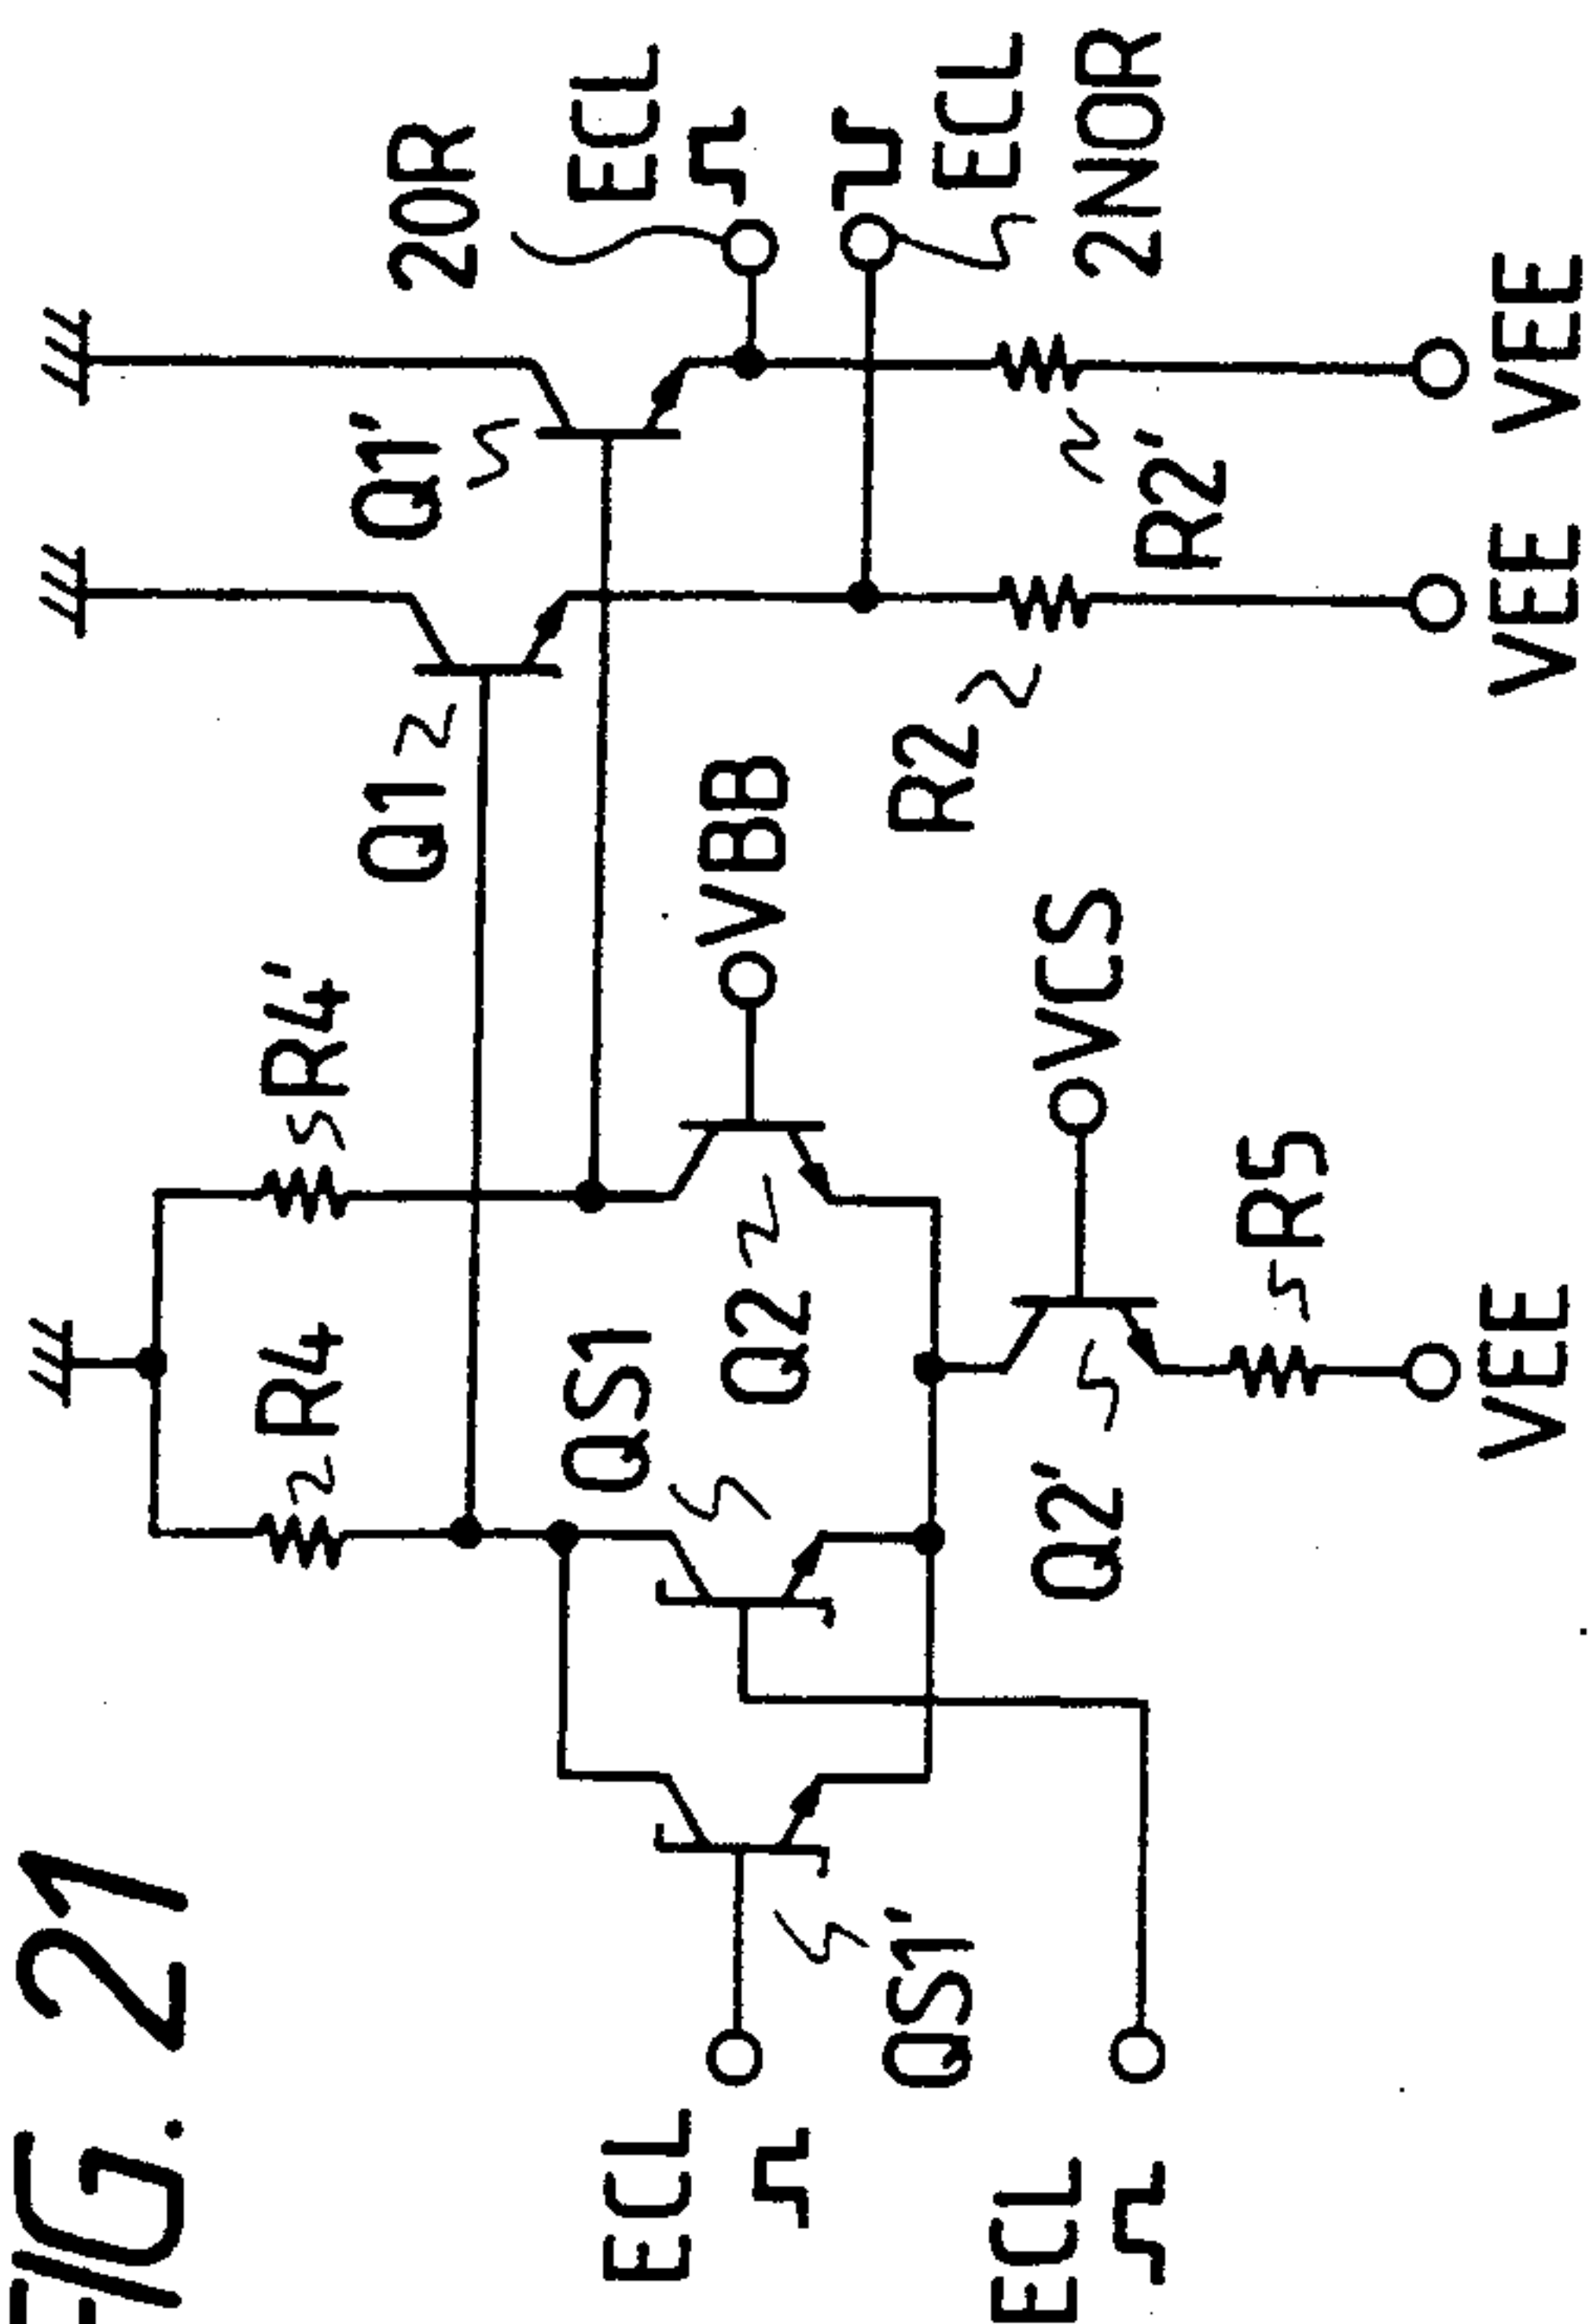 FIG. 21
R4
R4'
Q1
Q1'
2OR
ECL
ECL
QS1
Q2
VBB
ECL
2NOR
QS1'
ECL
Q2'
VCS
R2
R2'
R5
VEE
VEE
VEE